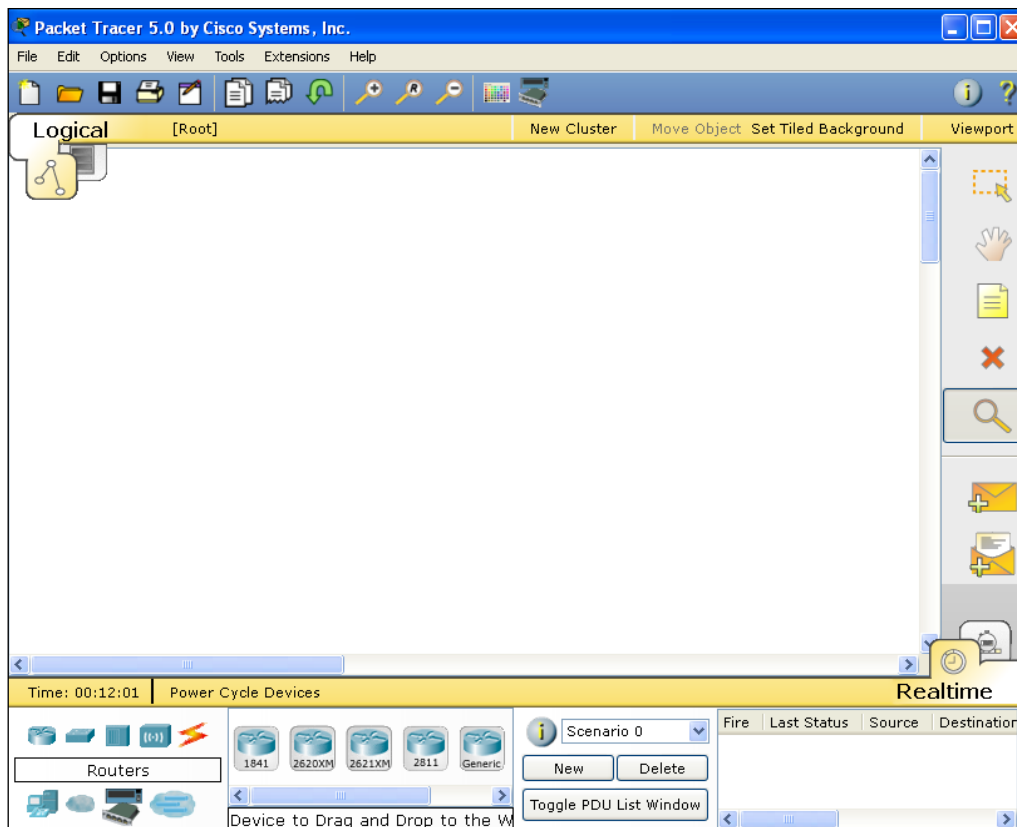 Packet Tracer 5.0 by Cisco Systems, Inc.
File Edit Options View Tools Extensions Help
Logical [Root] New Cluster Move Object Set Tiled Background Viewport
Time: 00:12:01 Power Cycle Devices Realtime
Routers
1841 2620XM 2621XM 2811 Generic
Device to Drag and Drop to the W
Scenario 0
New Delete
Toggle PDU List Window
Fire Last Status Source Destination